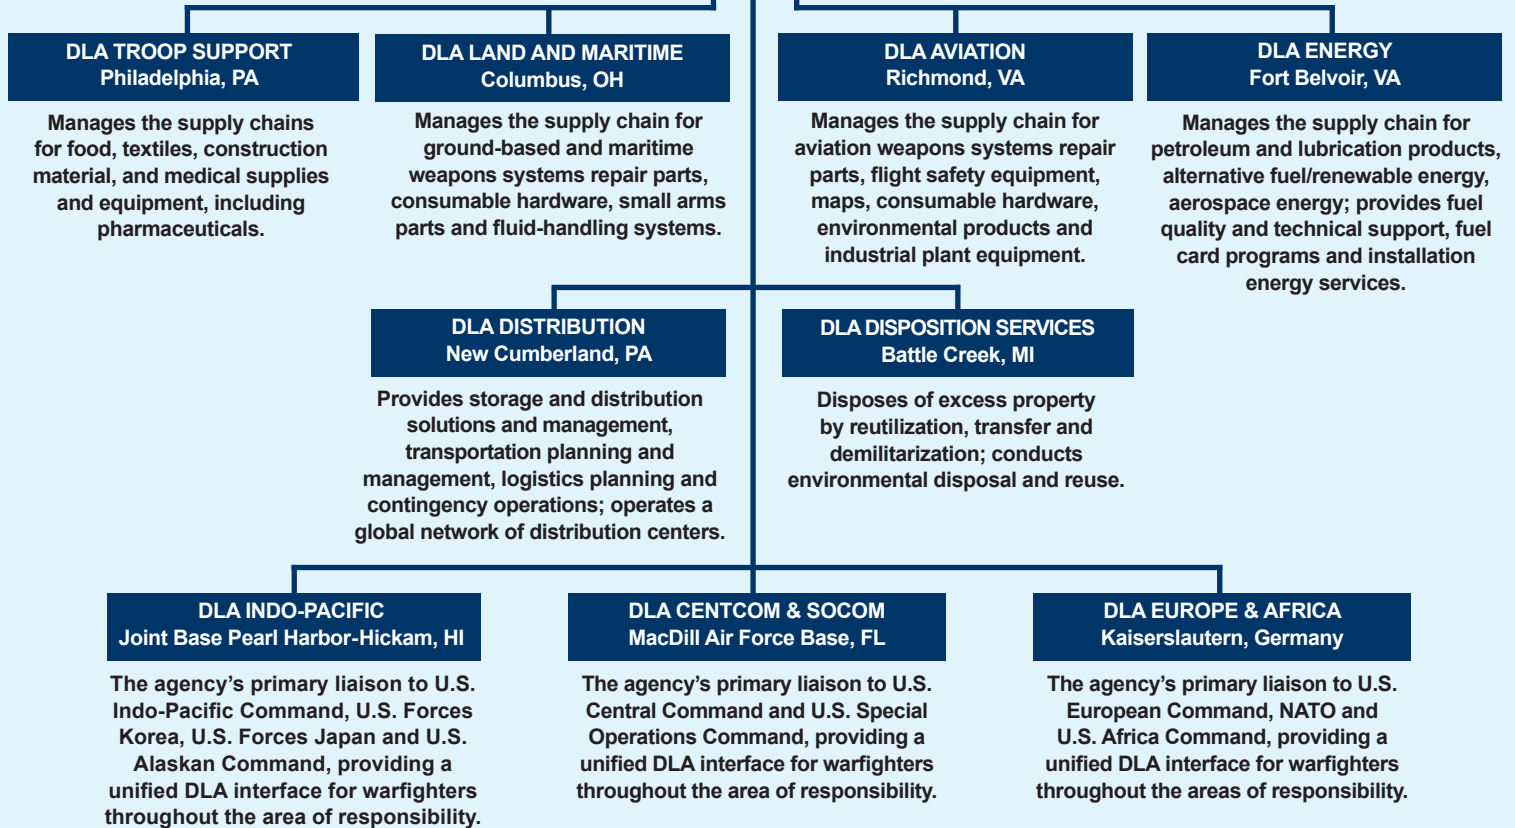 DLA TROOP SUPPORT
Philadelphia, PA
Manages the supply chains
for food, textiles, construction
material, and medical supplies
and equipment, including
pharmaceuticals.
DLA LAND AND MARITIME
Columbus, OH
Manages the supply chain for
ground-based and maritime
weapons systems repair parts,
consumable hardware, small arms
parts and fluid-handling systems.
DLA AVIATION
Richmond, VA
Manages the supply chain for
aviation weapons systems repair
parts, flight safety equipment,
maps, consumable hardware,
environmental products and
industrial plant equipment.
DLA ENERGY
Fort Belvoir, VA
Manages the supply chain for
petroleum and lubrication products,
alternative fuel/renewable energy,
aerospace energy; provides fuel
quality and technical support, fuel
card programs and installation
energy services.
DLA DISTRIBUTION
New Cumberland, PA
Provides storage and distribution
solutions and management,
transportation planning and
management, logistics planning and
contingency operations; operates a
global network of distribution centers.
DLA DISPOSITION SERVICES
Battle Creek, MI
Disposes of excess property
by reutilization, transfer and
demilitarization; conducts
environmental disposal and reuse.
DLA INDO-PACIFIC
Joint Base Pearl Harbor-Hickam, HI
The agency’s primary liaison to U.S.
Indo-Pacific Command, U.S. Forces
Korea, U.S. Forces Japan and U.S.
Alaskan Command, providing a
unified DLA interface for warfighters
throughout the area of responsibility.
DLA CENTCOM & SOCOM
MacDill Air Force Base, FL
The agency’s primary liaison to U.S.
Central Command and U.S. Special
Operations Command, providing a
unified DLA interface for warfighters
throughout the area of responsibility.
DLA EUROPE & AFRICA
Kaiserslautern, Germany
The agency’s primary liaison to U.S.
European Command, NATO and
U.S. Africa Command, providing a
unified DLA interface for warfighters
throughout the areas of responsibility.